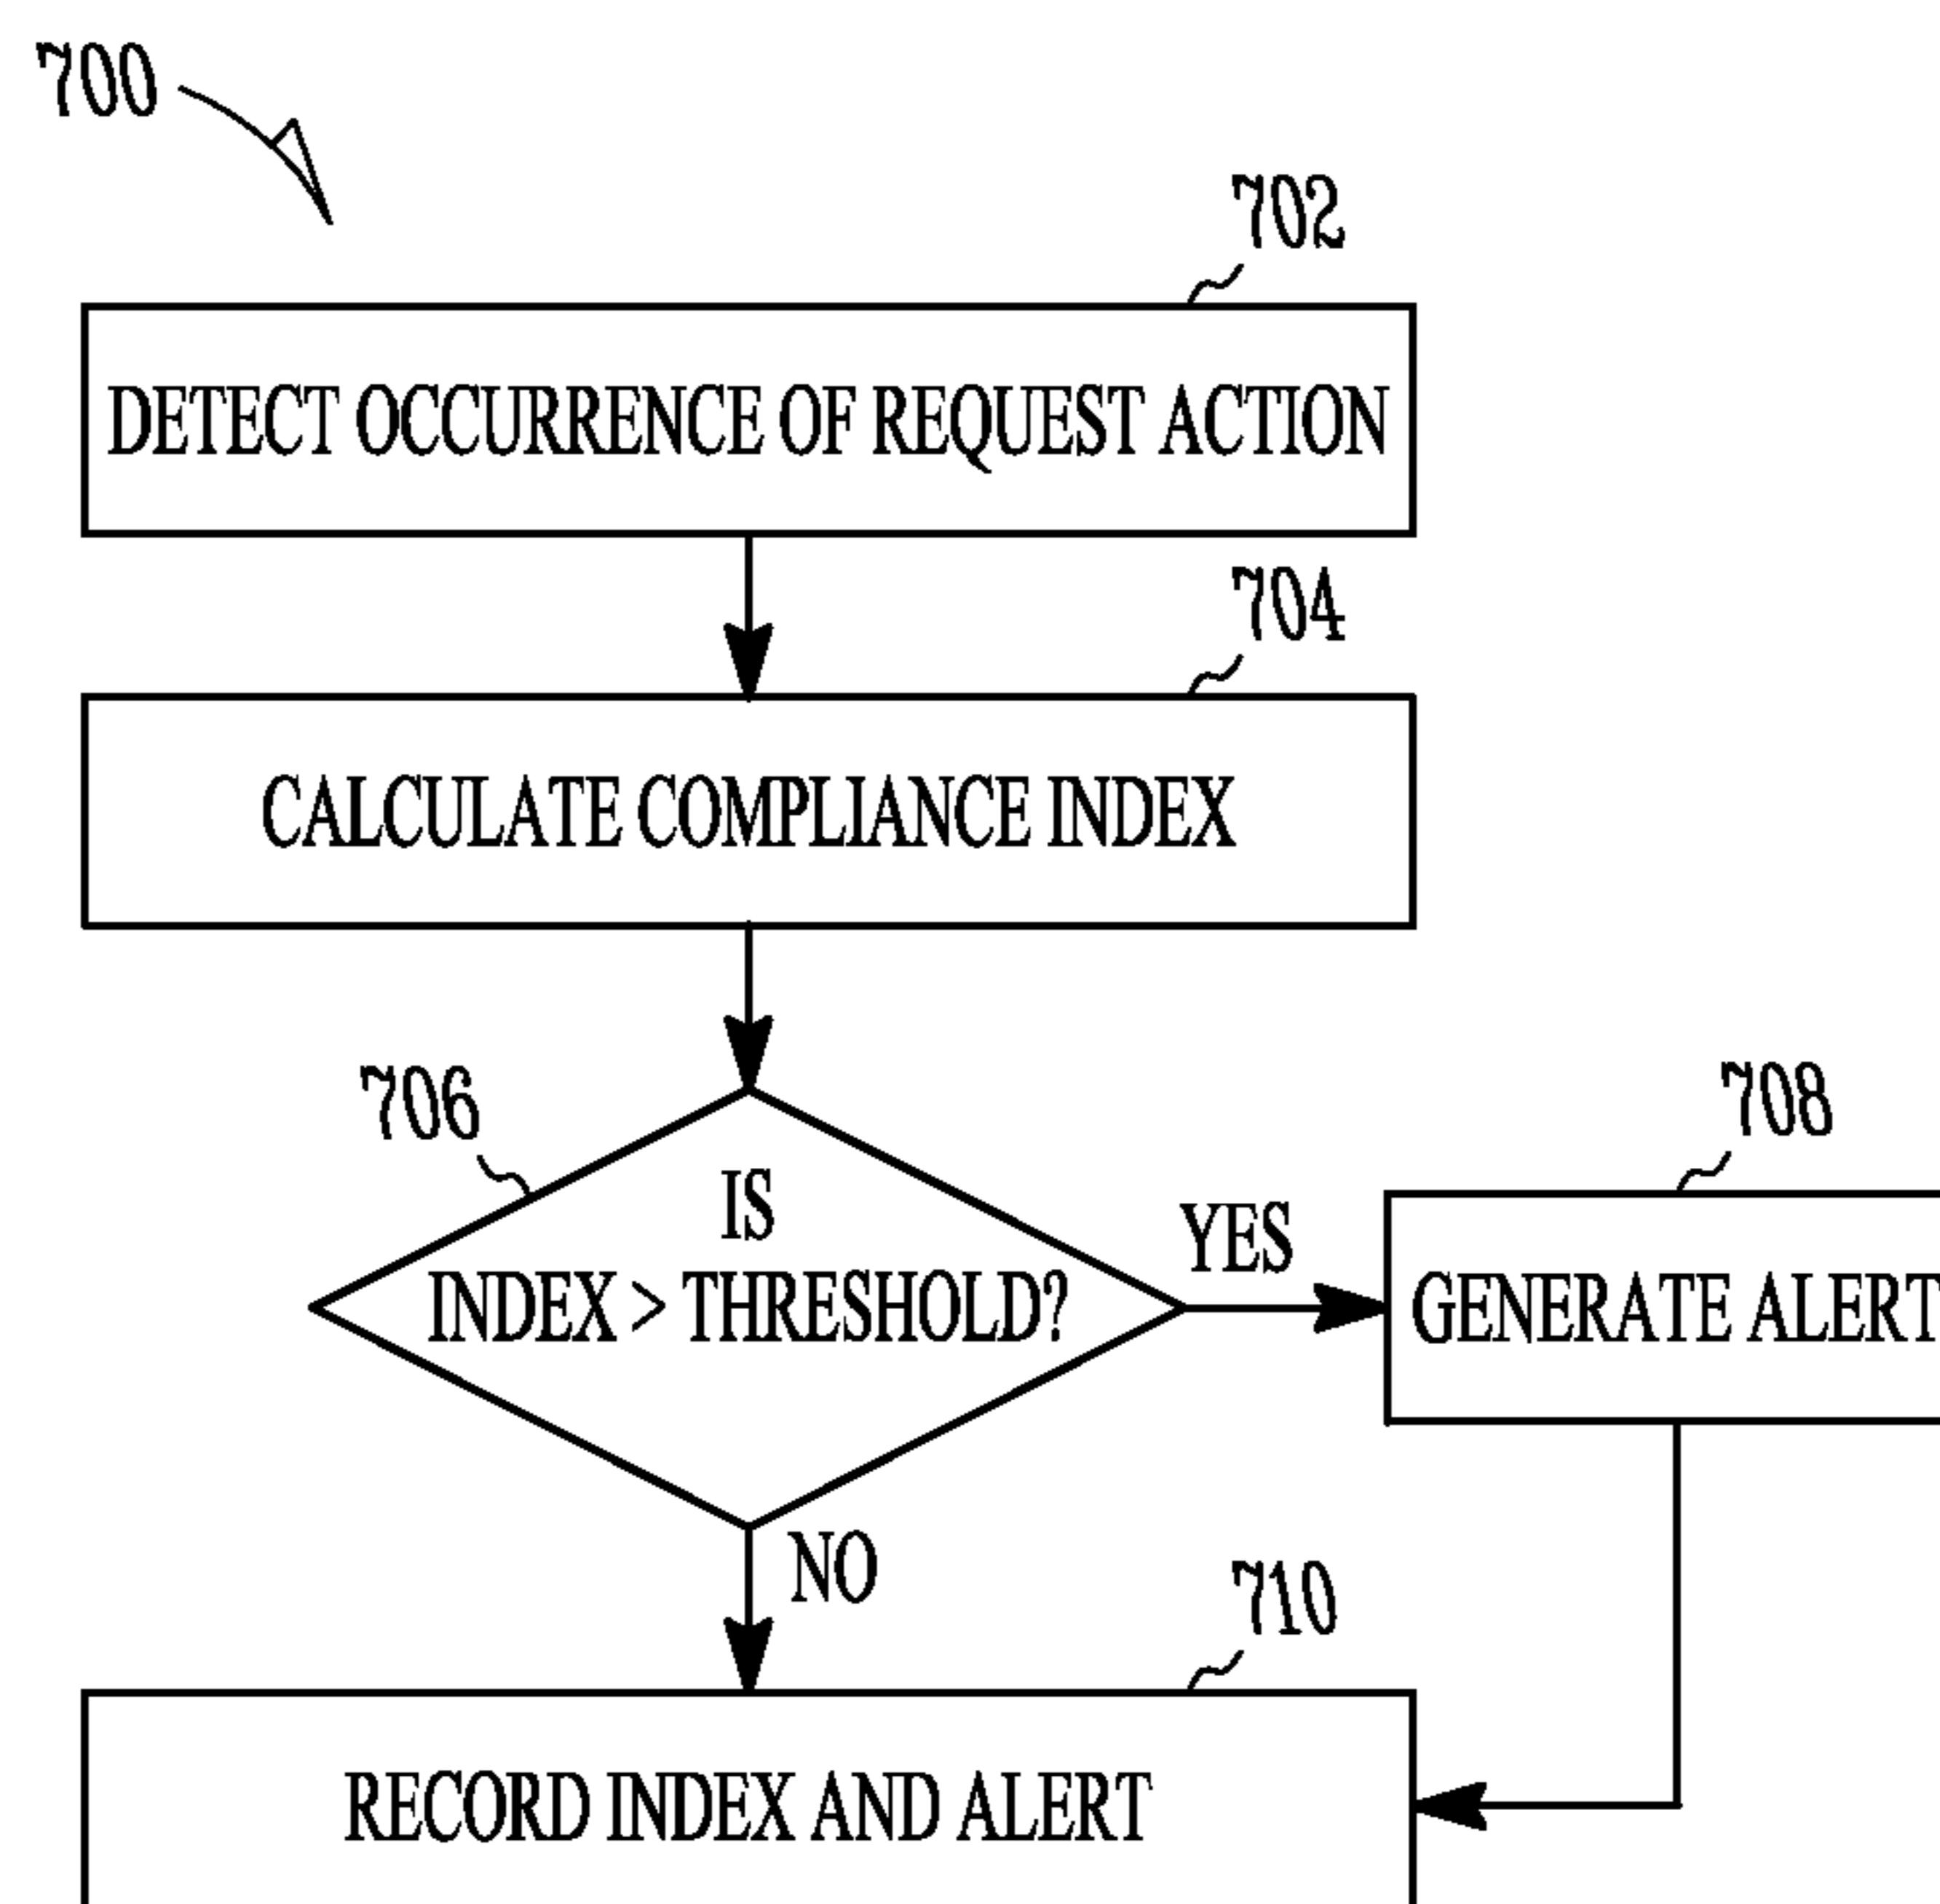 700
702
DETECT OCCURRENCE OF REQUEST ACTION
704
CALCULATE COMPLIANCE INDEX
706
IS
INDEX > THRESHOLD?
YES
708
GENERATE ALERT
NO
710
RECORD INDEX AND ALERT